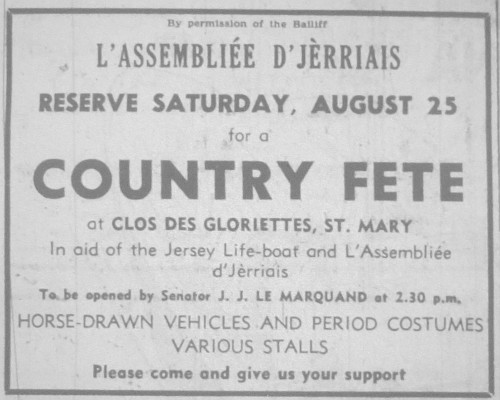 By permission of the Bailiff
L'ASSEMBLIÉE D'JÈRRIAIS
RESERVE SATURDAY, AUGUST 25
for a
COUNTRY FETE
at CLOS DES GLORIETTES, ST. MARY
In aid of the Jersey Life-boat and L'Assembliée
d'Jèrriais
To be opened by Senator J. J. LE MARQUAND at 2.30 p.m.
HORSE-DRAWN VEHICLES AND PERIOD COSTUMES
VARIOUS STALLS
Please come and give us your support